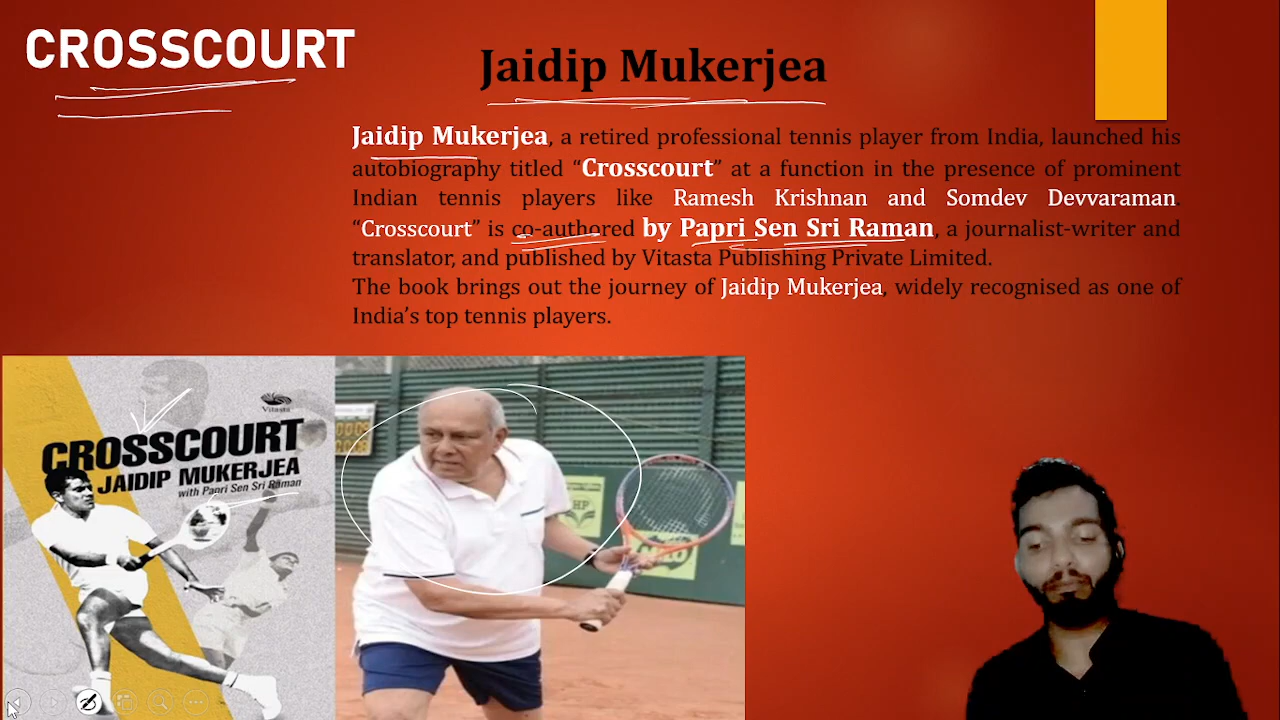 CROSSCOURT
Jaidip Mukerjea
Jaidip Mukerjea, a retired professional tennis player from India, launched his
autobiography titled “Crosscourt” at a function in the presence of prominent
Indian tennis players like Ramesh Krishnan and Somdev Devvaraman.
“Crosscourt” is co-authored by Papri Sen Sri Raman, a journalist-writer and
translator, and published by Vitasta Publishing Private Limited.
The book brings out the journey of Jaidip Mukerjea, widely recognised as one of
India’s top tennis players.
Vitasta
CROSSCOURT
JAIDIP MUKERJEA
with Papri Sen Sri Raman
HP